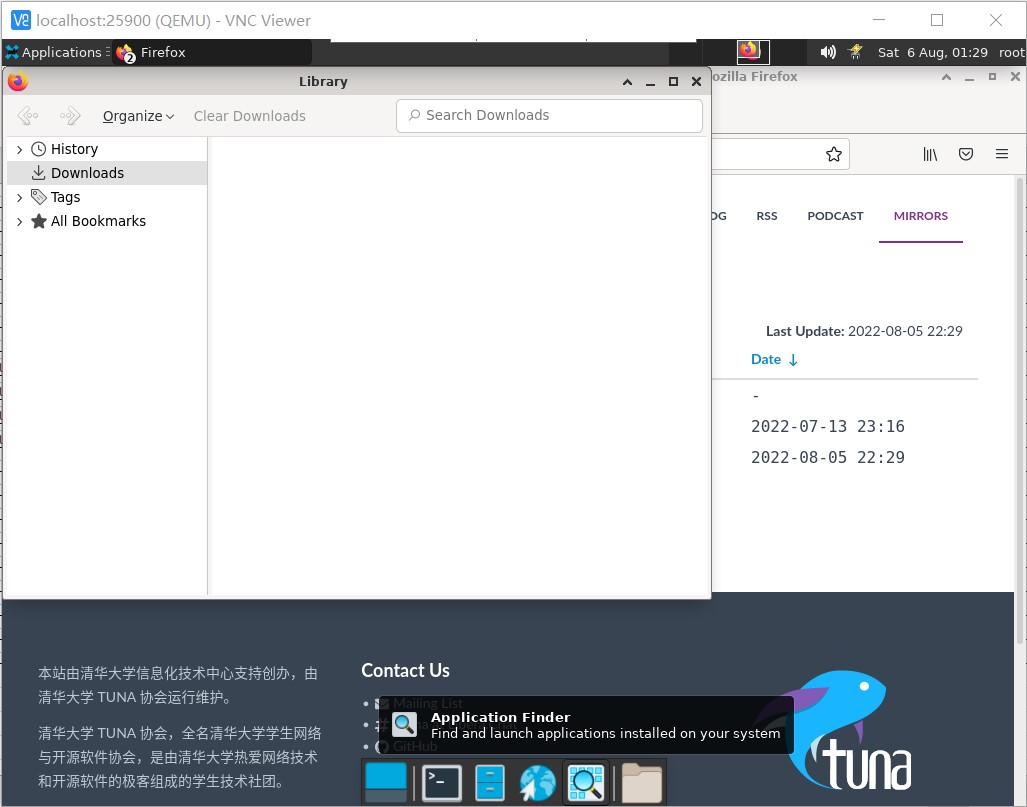 localhost:25900 (QEMU) - VNC Viewer
Applications
2 Firefox
Sat 6 Aug, 01:29 root
Library
ozilla Firefox
Organize
Clear Downloads
Search Downloads
History
Downloads
Tags
All Bookmarks
OG RSS PODCAST MIRRORS
Last Update: 2022-08-05 22:29
Date ↓
-
2022-07-13 23:16
2022-08-05 22:29
本站由清华大学信息化技术中心支持创办，由
清华大学 TUNA 协会运行维护。
清华大学 TUNA 协会，全名清华大学学生网络
与开源软件协会，是由清华大学热爱网络技术
和开源软件的极客组成的学生技术社团。
Contact Us
Mailing List
GitHub
Application Finder
Find and launch applications installed on your system
tuna